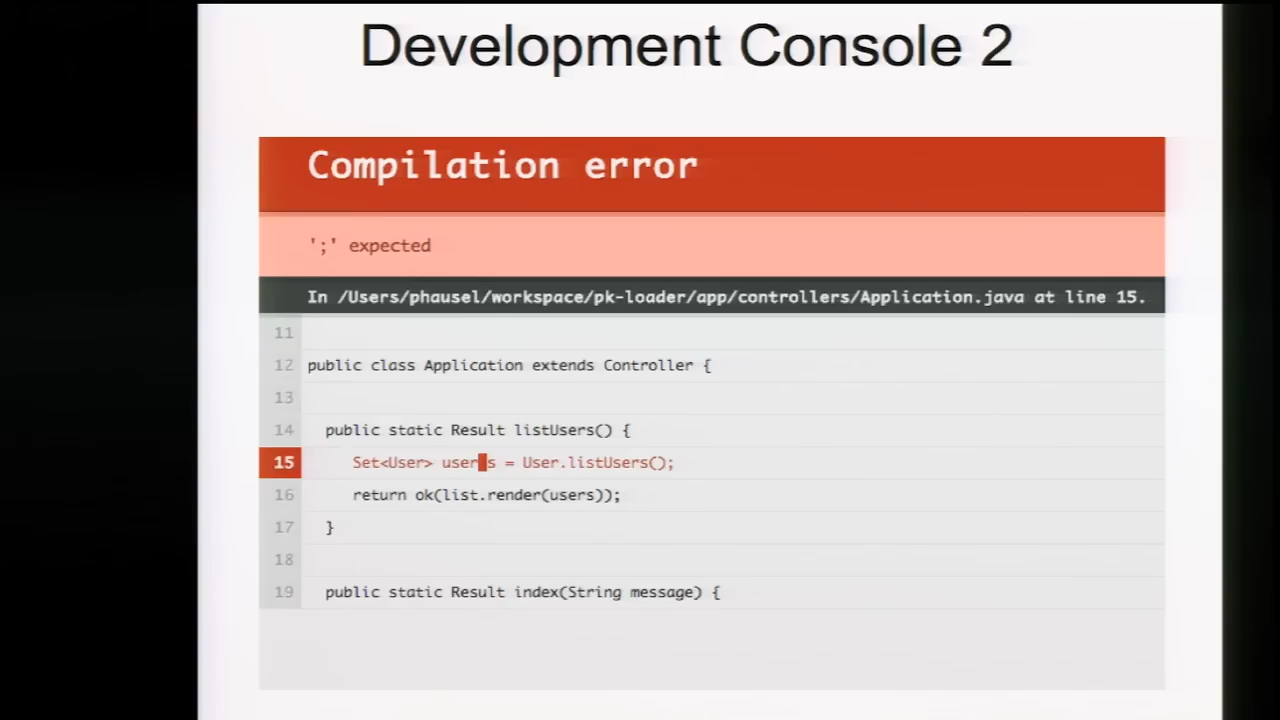 Development Console 2
Compilation error
';' expected
In /Users/phausel/workspace/pk-loader/app/controllers/Application.java at line 15.
11
12 public class Application extends Controller {
13
14 public static Result listUsers() {
15 Set<User> user s = User.listUsers();
16 return ok(list.render(users));
17 }
18
19 public static Result index(String message) {